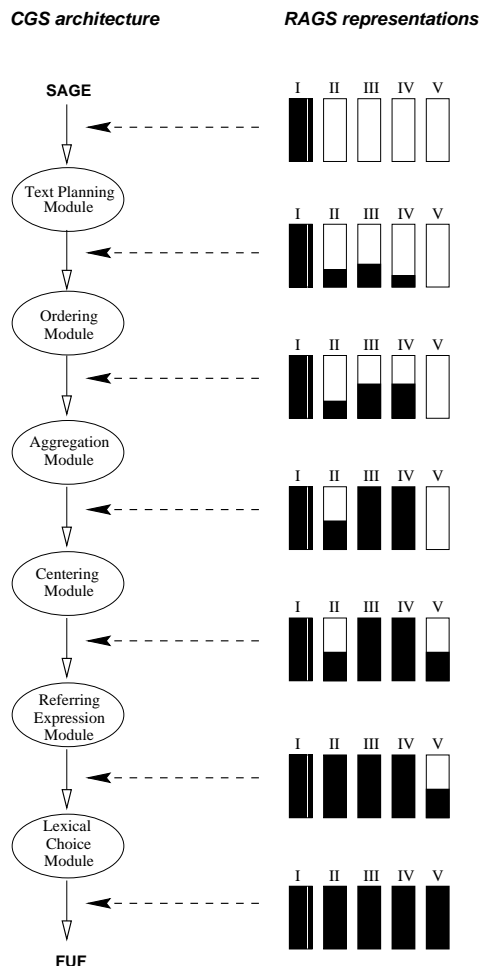 CGS architecture RAGS representations
SAGE
I II III IV V
Text Planning
Module
I II III IV V
Ordering
Module
I II III IV V
Aggregation
Module
I II III IV V
Centering
Module
I II III IV V
Referring
Expression
Module
I II III IV V
Lexical
Choice
Module
I II III IV V
FUF